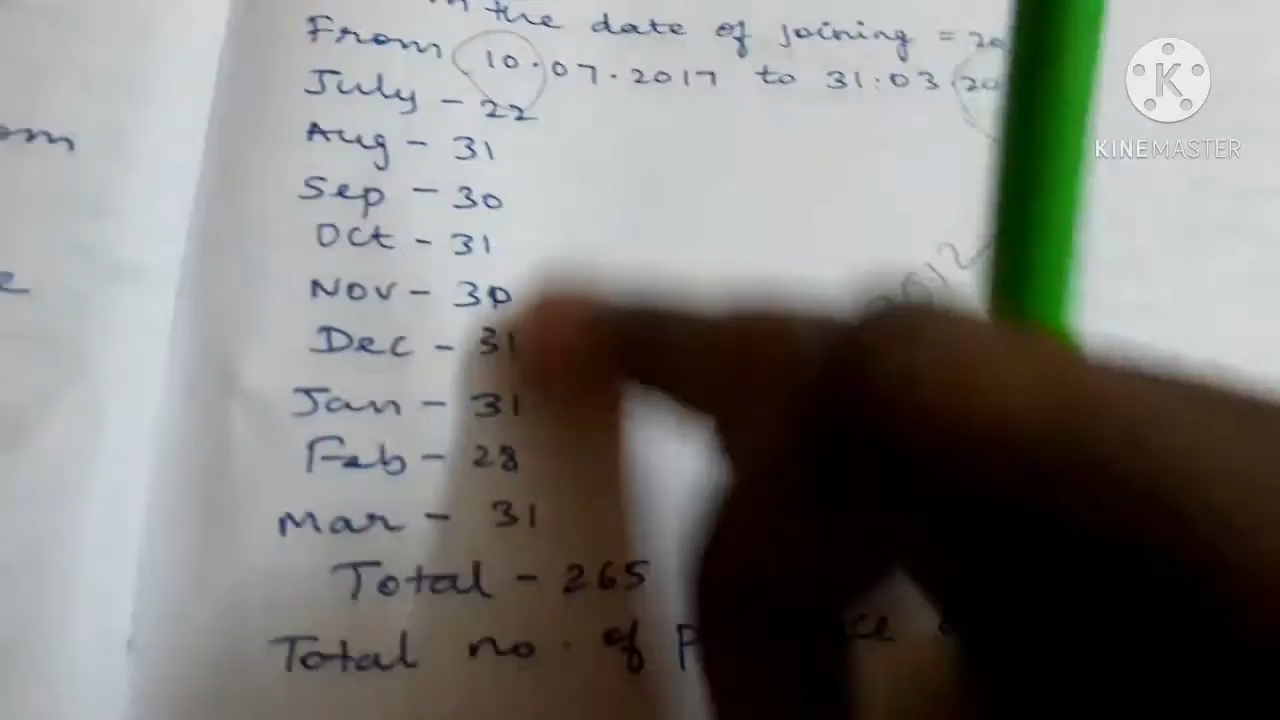 the date of joining =
From 10.07.2017 to 31.03.20
July - 22
Aug - 31
Sep - 30
Oct - 31
Nov - 30
Dec - 31
Jan - 31
Feb - 28
Mar - 31
Total - 265
Total no. of
KINEMASTER